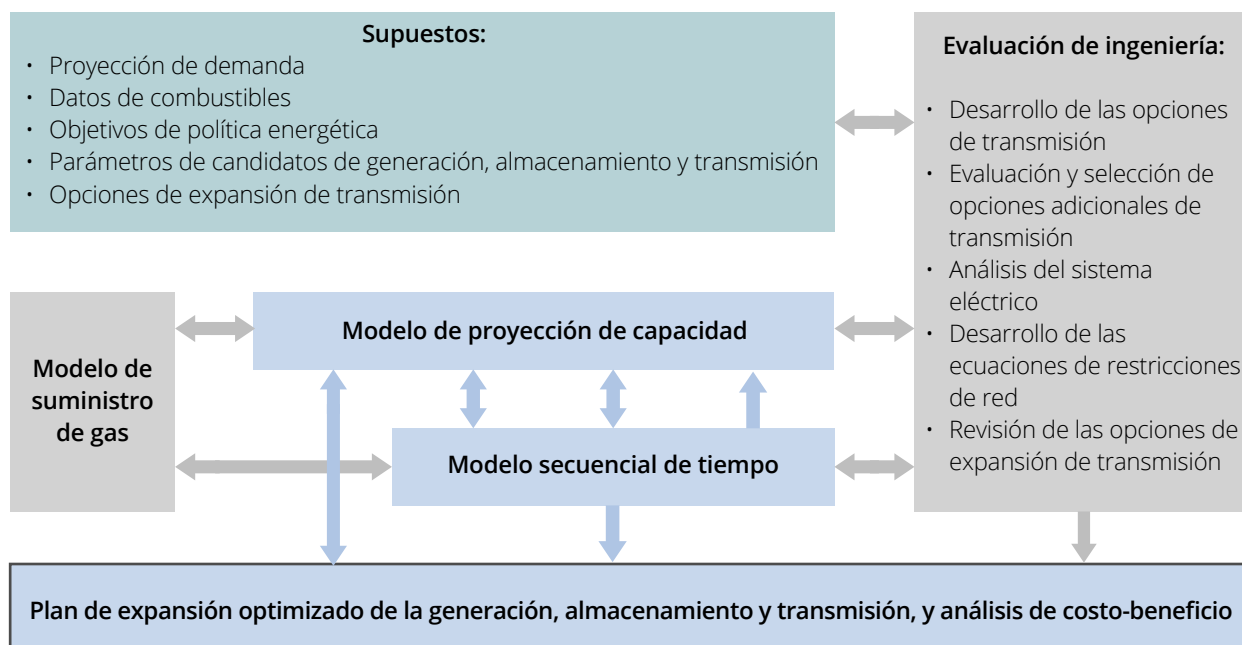 Supuestos:
• Proyección de demanda
• Datos de combustibles
• Objetivos de política energética
• Parámetros de candidatos de generación, almacenamiento y transmisión
• Opciones de expansión de transmisión
Evaluación de ingeniería:
• Desarrollo de las opciones
de transmisión
• Evaluación y selección de
opciones adicionales de
transmisión
• Análisis del sistema
eléctrico
• Desarrollo de las
ecuaciones de restricciones
de red
• Revisión de las opciones de
expansión de transmisión
Modelo de
suministro
de gas
Modelo de proyección de capacidad
Modelo secuencial de tiempo
Plan de expansión optimizado de la generación, almacenamiento y transmisión, y análisis de costo-beneficio